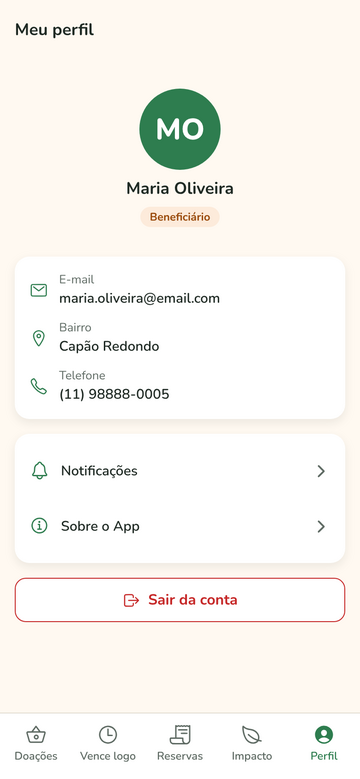 Meu perfil
MO
Maria Oliveira
Beneficiário
E-mail
maria.oliveira@email.com
Bairro
Capão Redondo
Telefone
(11) 98888-0005
Notificações
Sobre o App
Sair da conta
Doações
Vence logo
Reservas
Impacto
Perfil